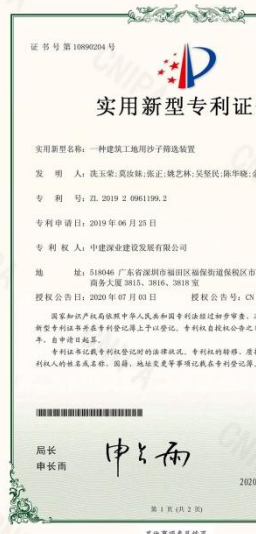 证书号第10890204号
实用新型专利证
实用新型名称：一种建筑工地用沙子筛选装置
发 明 人：冼玉荣;莫汝妹;张正;姚艺林;吴坚民;陈华晓;
专 利 号：ZL 2019 2 0961199.2
专利申请日：2019年06月25日
专 利 权 人：中建深业建设发展有限公司
地 址：518046 广东省深圳市福田区福保街道保税区市
商务大厦 3815、3816、3818室
授权公告日：2020年07月03日 授权公告号：CN
国家知识产权局依照中华人民共和国专利法经过初步审查，
新型专利证书并在专利登记簿上予以登记。专利权自授权公告之
年，自申请日起算。
专利证书记载专利权登记时的法律状况。专利权的转移、质
利权人的姓名或名称、国籍、地址变更等事项记载在专利登记簿
局长
申长雨
申长雨
2020
第 1 页 (共 2 页)